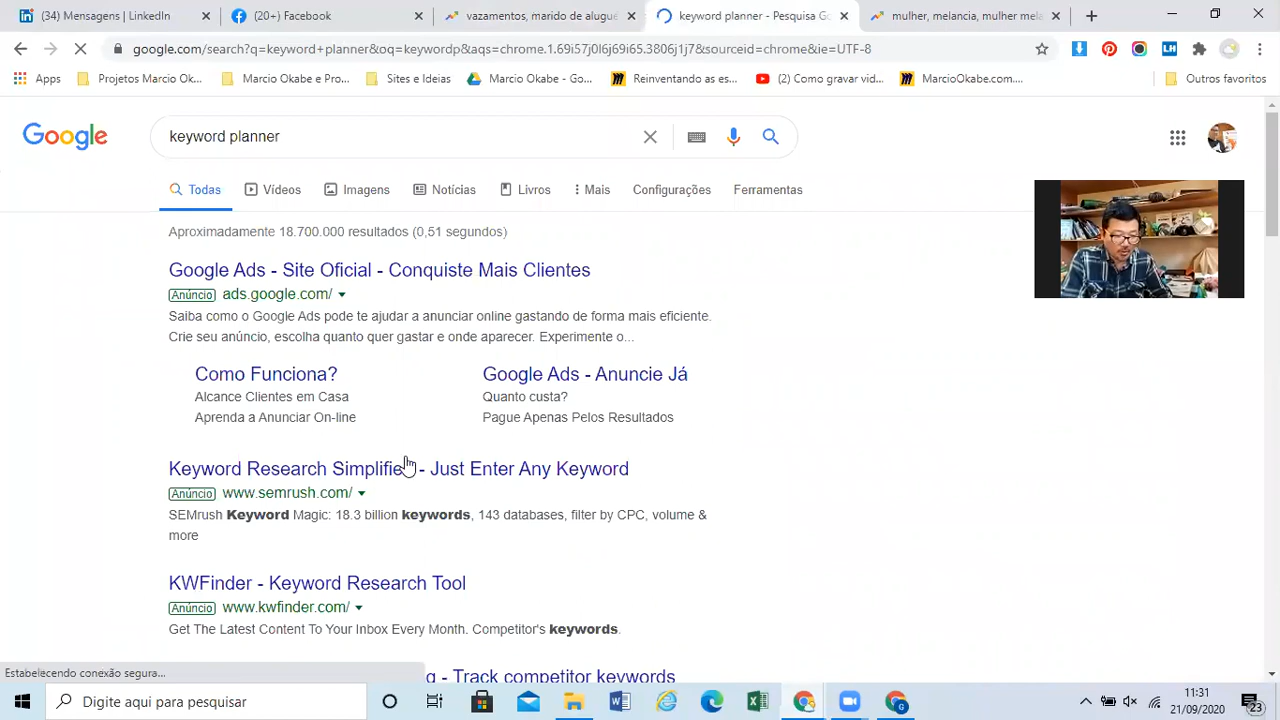 (34) Mensagens | LinkedIn
(20+) Facebook
vazamentos, marido de alugue
keyword planner - Pesquisa Go
mulher, melancia, mulher me
google.com/search?q=keyword+planner&oq=keywordp&aqs=chrome.1.69i57j0l6j69i65.3806j1j7&sourceid=chrome&ie=UTF-8
LH
Apps
Projetos Marcio Ok...
Marcio Okabe e Pro...
Sites e Ideias
Marcio Okabe - Goo...
Reinventando as es...
(2) Como gravar vid...
MarcioOkabe.com....
Outros favoritos
Google
keyword planner
Todas
Vídeos
Imagens
Notícias
Livros
Mais
Configurações
Ferramentas
Aproximadamente 18.700.000 resultados (0,51 segundos)
Google Ads - Site Oficial - Conquiste Mais Clientes
Anúncio ads.google.com/
Saiba como o Google Ads pode te ajudar a anunciar online gastando de forma mais eficiente.
Crie seu anúncio, escolha quanto quer gastar e onde aparecer. Experimente o...
Como Funciona?
Alcance Clientes em Casa
Aprenda a Anunciar On-line
Google Ads - Anuncie Já
Quanto custa?
Pague Apenas Pelos Resultados
Keyword Research Simplified - Just Enter Any Keyword
Anúncio www.semrush.com/
SEMrush Keyword Magic: 18.3 billion keywords, 143 databases, filter by CPC, volume &
more
KWFinder - Keyword Research Tool
Anúncio www.kwfinder.com/
Get The Latest Content To Your Inbox Every Month. Competitor's keywords.
g - Track competitor keywords
Estabelecendo conexão segura...
Digite aqui para pesquisar
11:31
21/09/2020
23